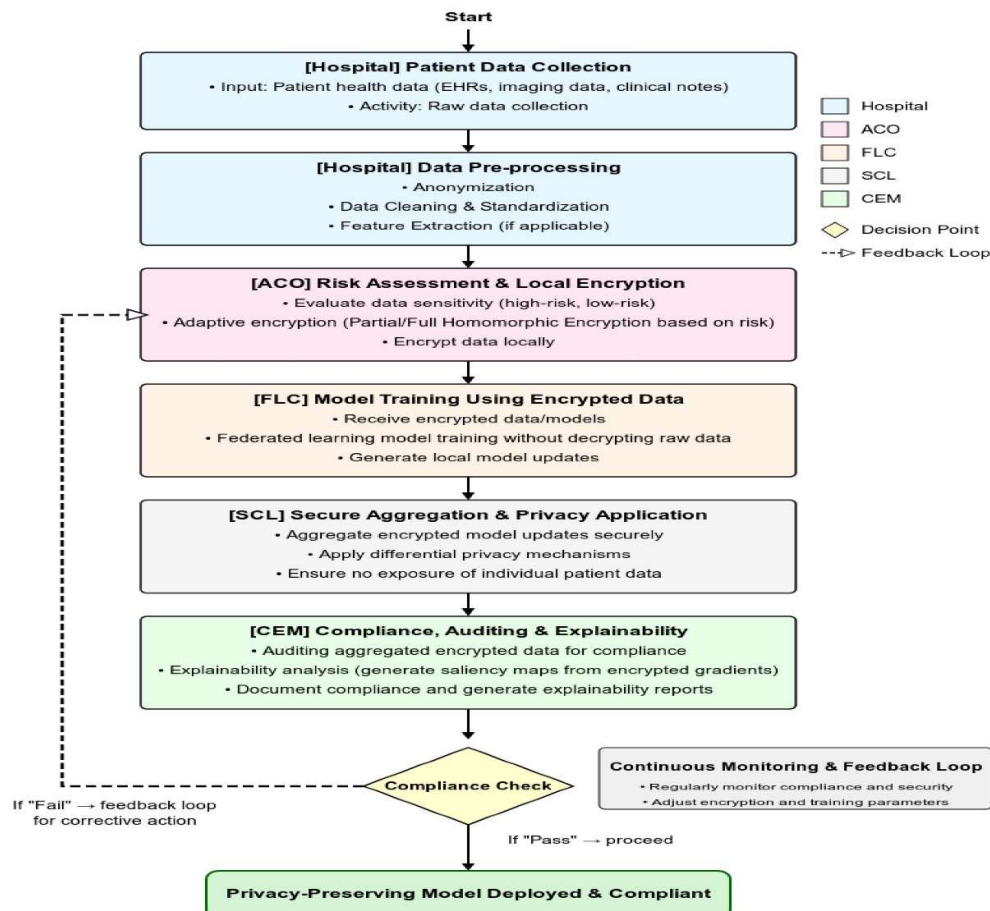 Start
[Hospital] Patient Data Collection
• Input: Patient health data (EHRs, imaging data, clinical notes)
• Activity: Raw data collection
Hospital
ACO
FLC
SCL
CEM
Decision Point
Feedback Loop
[Hospital] Data Pre-processing
• Anonymization
• Data Cleaning & Standardization
• Feature Extraction (if applicable)
[ACO] Risk Assessment & Local Encryption
• Evaluate data sensitivity (high-risk, low-risk)
• Adaptive encryption (Partial/Full Homomorphic Encryption based on risk)
• Encrypt data locally
[FLC] Model Training Using Encrypted Data
• Receive encrypted data/models
• Federated learning model training without decrypting raw data
• Generate local model updates
[SCL] Secure Aggregation & Privacy Application
• Aggregate encrypted model updates securely
• Apply differential privacy mechanisms
• Ensure no exposure of individual patient data
[CEM] Compliance, Auditing & Explainability
• Auditing aggregated encrypted data for compliance
• Explainability analysis (generate saliency maps from encrypted gradients)
• Document compliance and generate explainability reports
Compliance Check
Continuous Monitoring & Feedback Loop
• Regularly monitor compliance and security
• Adjust encryption and training parameters
If "Fail" → feedback loop
for corrective action
If "Pass" → proceed
Privacy-Preserving Model Deployed & Compliant